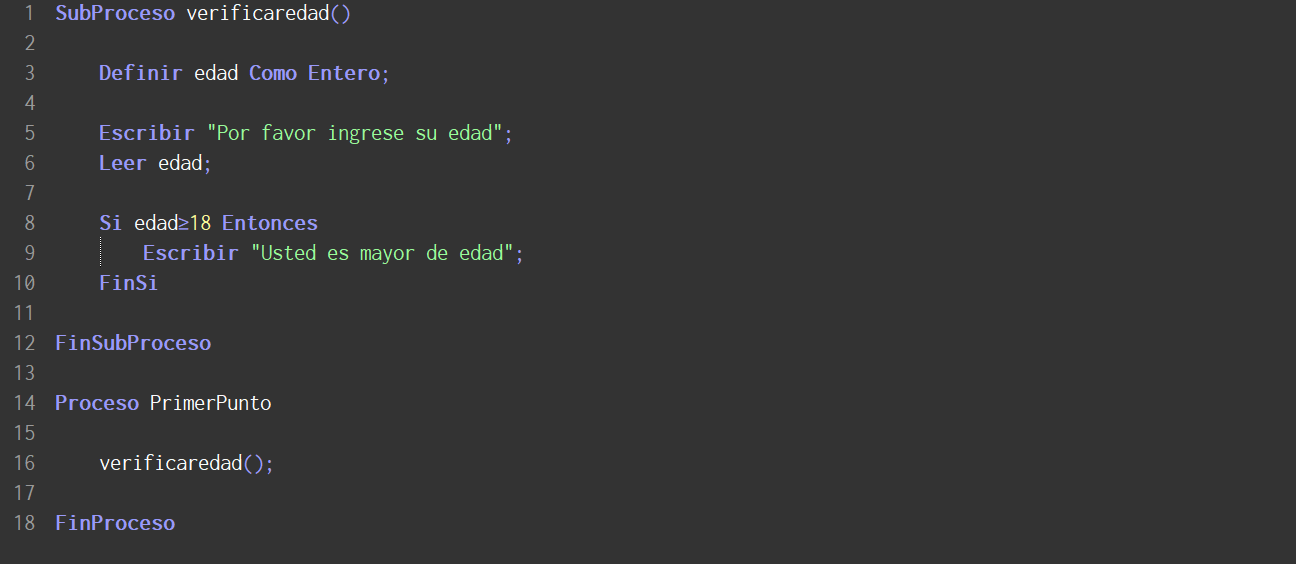 1 SubProceso verificaredad()
2
3 Definir edad Como Entero;
4
5 Escribir "Por favor ingrese su edad";
6 Leer edad;
7
8 Si edad≥18 Entonces
9 Escribir "Usted es mayor de edad";
10 FinSi
11
12 FinSubProceso
13
14 Proceso PrimerPunto
15
16 verificaredad();
17
18 FinProceso